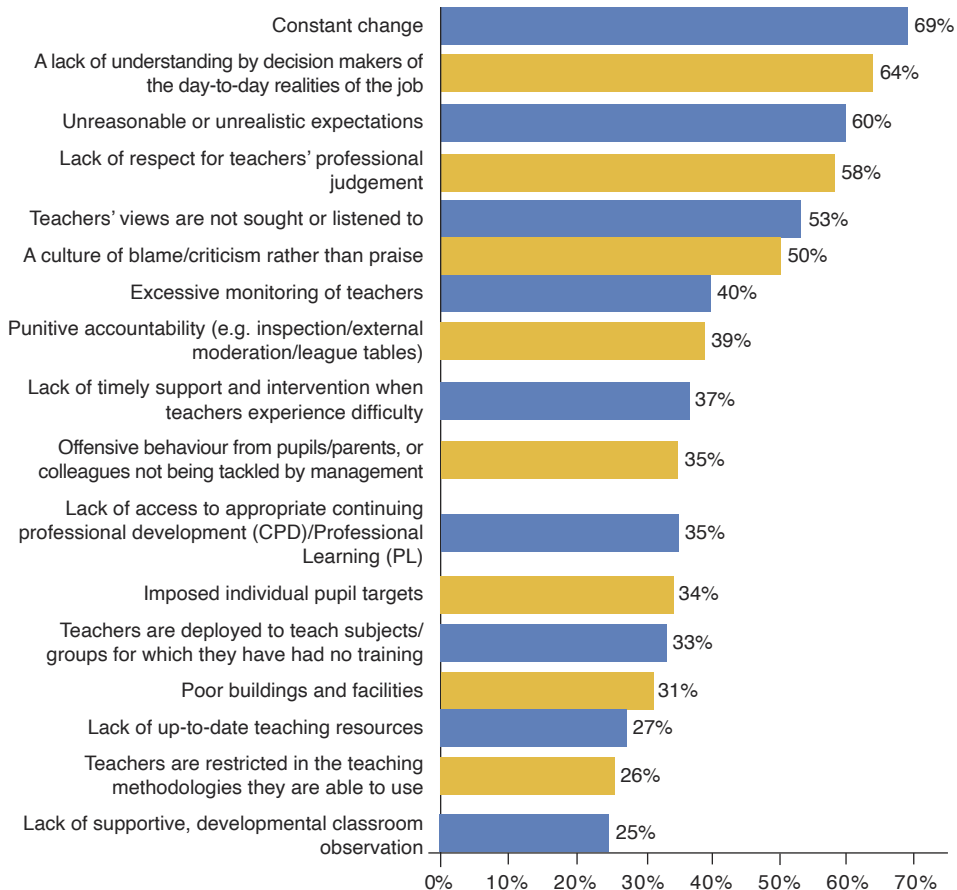 Constant change
69%
A lack of understanding by decision makers of
the day-to-day realities of the job
64%
Unreasonable or unrealistic expectations
60%
Lack of respect for teachers’ professional
judgement
58%
Teachers’ views are not sought or listened to
53%
A culture of blame/criticism rather than praise
50%
Excessive monitoring of teachers
40%
Punitive accountability (e.g. inspection/external
moderation/league tables)
39%
Lack of timely support and intervention when
teachers experience difficulty
37%
Offensive behaviour from pupils/parents, or
colleagues not being tackled by management
35%
Lack of access to appropriate continuing
professional development (CPD)/Professional
Learning (PL)
35%
Imposed individual pupil targets
34%
Teachers are deployed to teach subjects/
groups for which they have had no training
33%
Poor buildings and facilities
31%
Lack of up-to-date teaching resources
27%
Teachers are restricted in the teaching
methodologies they are able to use
26%
Lack of supportive, developmental classroom
observation
25%
0% 10% 20% 30% 40% 50% 60% 70%